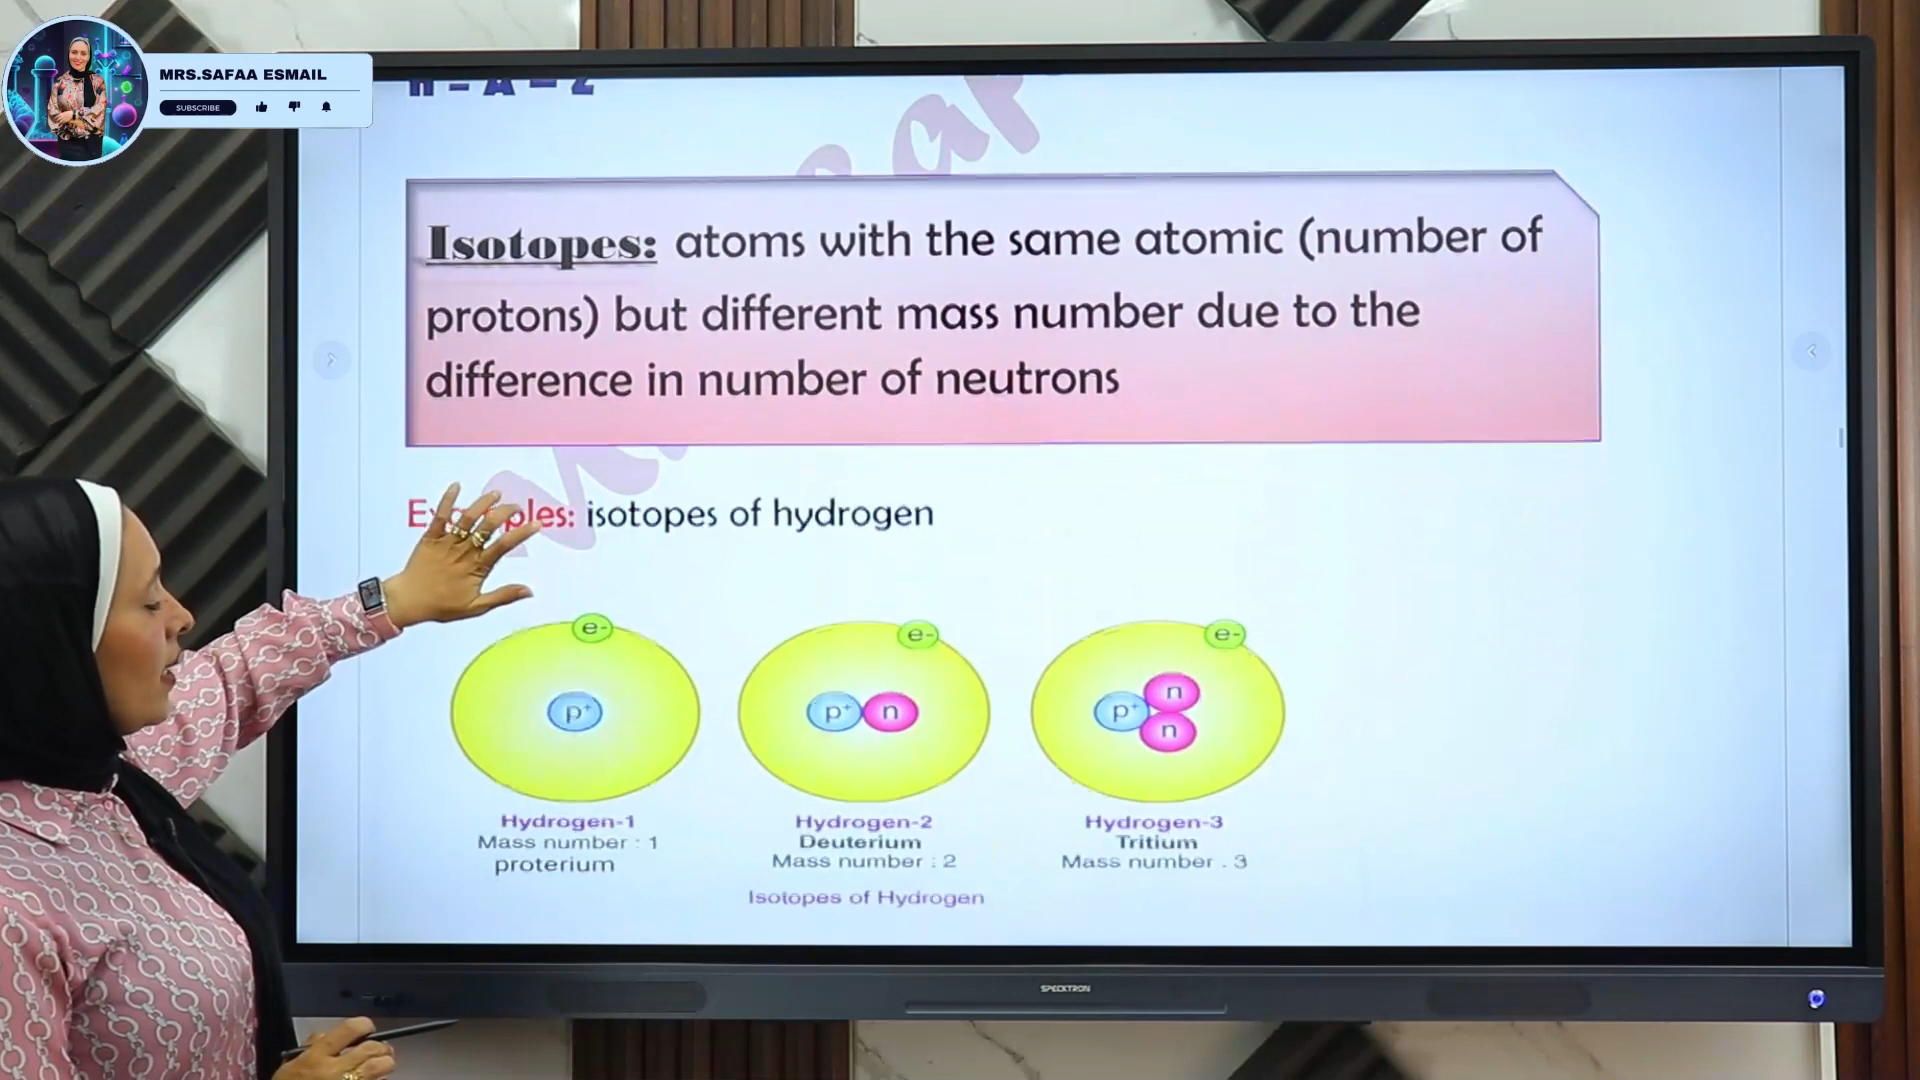 MRS.SAFAA ESMAIL
SUBSCRIBE
n = A - Z
Isotopes: atoms with the same atomic (number of
protons) but different mass number due to the
difference in number of neutrons
Examples: isotopes of hydrogen
e- e- e-
p⁺ p⁺ n p⁺ n n
Hydrogen-1 Hydrogen-2 Hydrogen-3
Mass number : 1 Deuterium Tritium
proterium Mass number : 2 Mass number . 3
Isotopes of Hydrogen
SPECKTRON